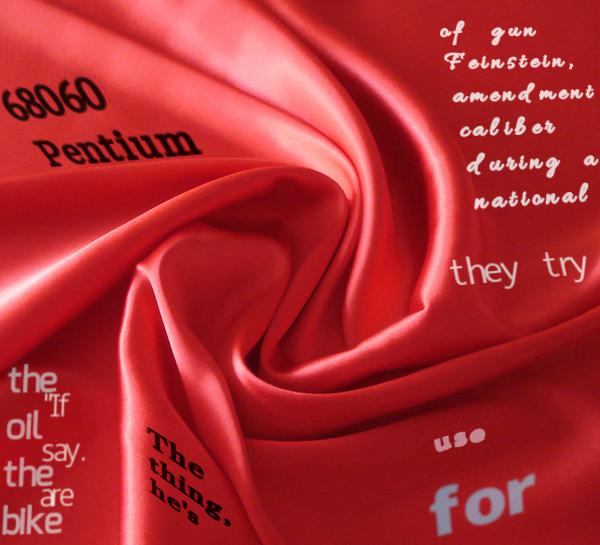 68060
Pentium
of gun
Feinstein,
amendment
caliber
during a
national
they try
the
oil
the
bike
"If
say.
are
The
thing,
he's
use
for